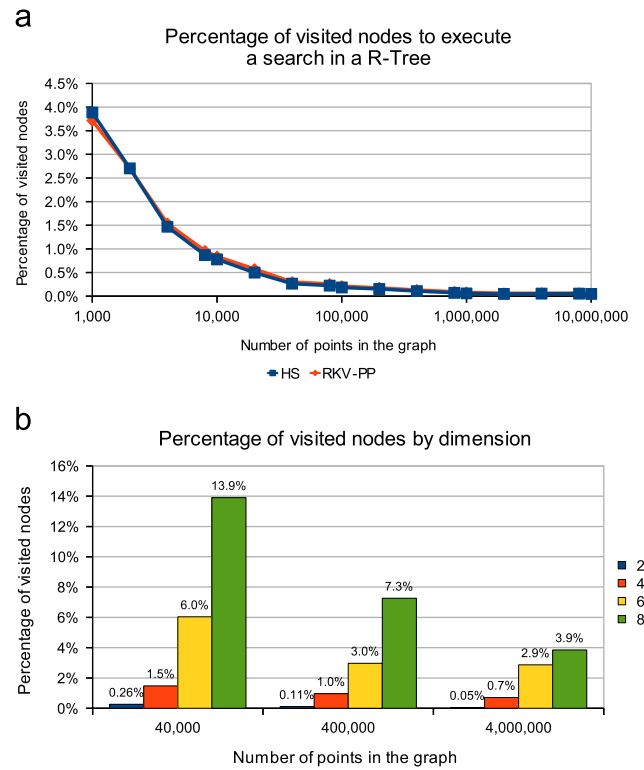 a
Percentage of visited nodes to execute
a search in a R-Tree
Percentage of visited nodes
4.5%
4.0%
3.5%
3.0%
2.5%
2.0%
1.5%
1.0%
0.5%
0.0%
1,000 10,000 100,000 1,000,000 10,000,000
Number of points in the graph
HS RKV-PP
b
Percentage of visited nodes by dimension
Percentage of visited nodes
16%
14%
12%
10%
8%
6%
4%
2%
0%
0.26% 1.5% 6.0% 13.9%
0.11% 1.0% 3.0% 7.3%
0.05% 0.7% 2.9% 3.9%
40,000 400,000 4,000,000
Number of points in the graph
2
4
6
8